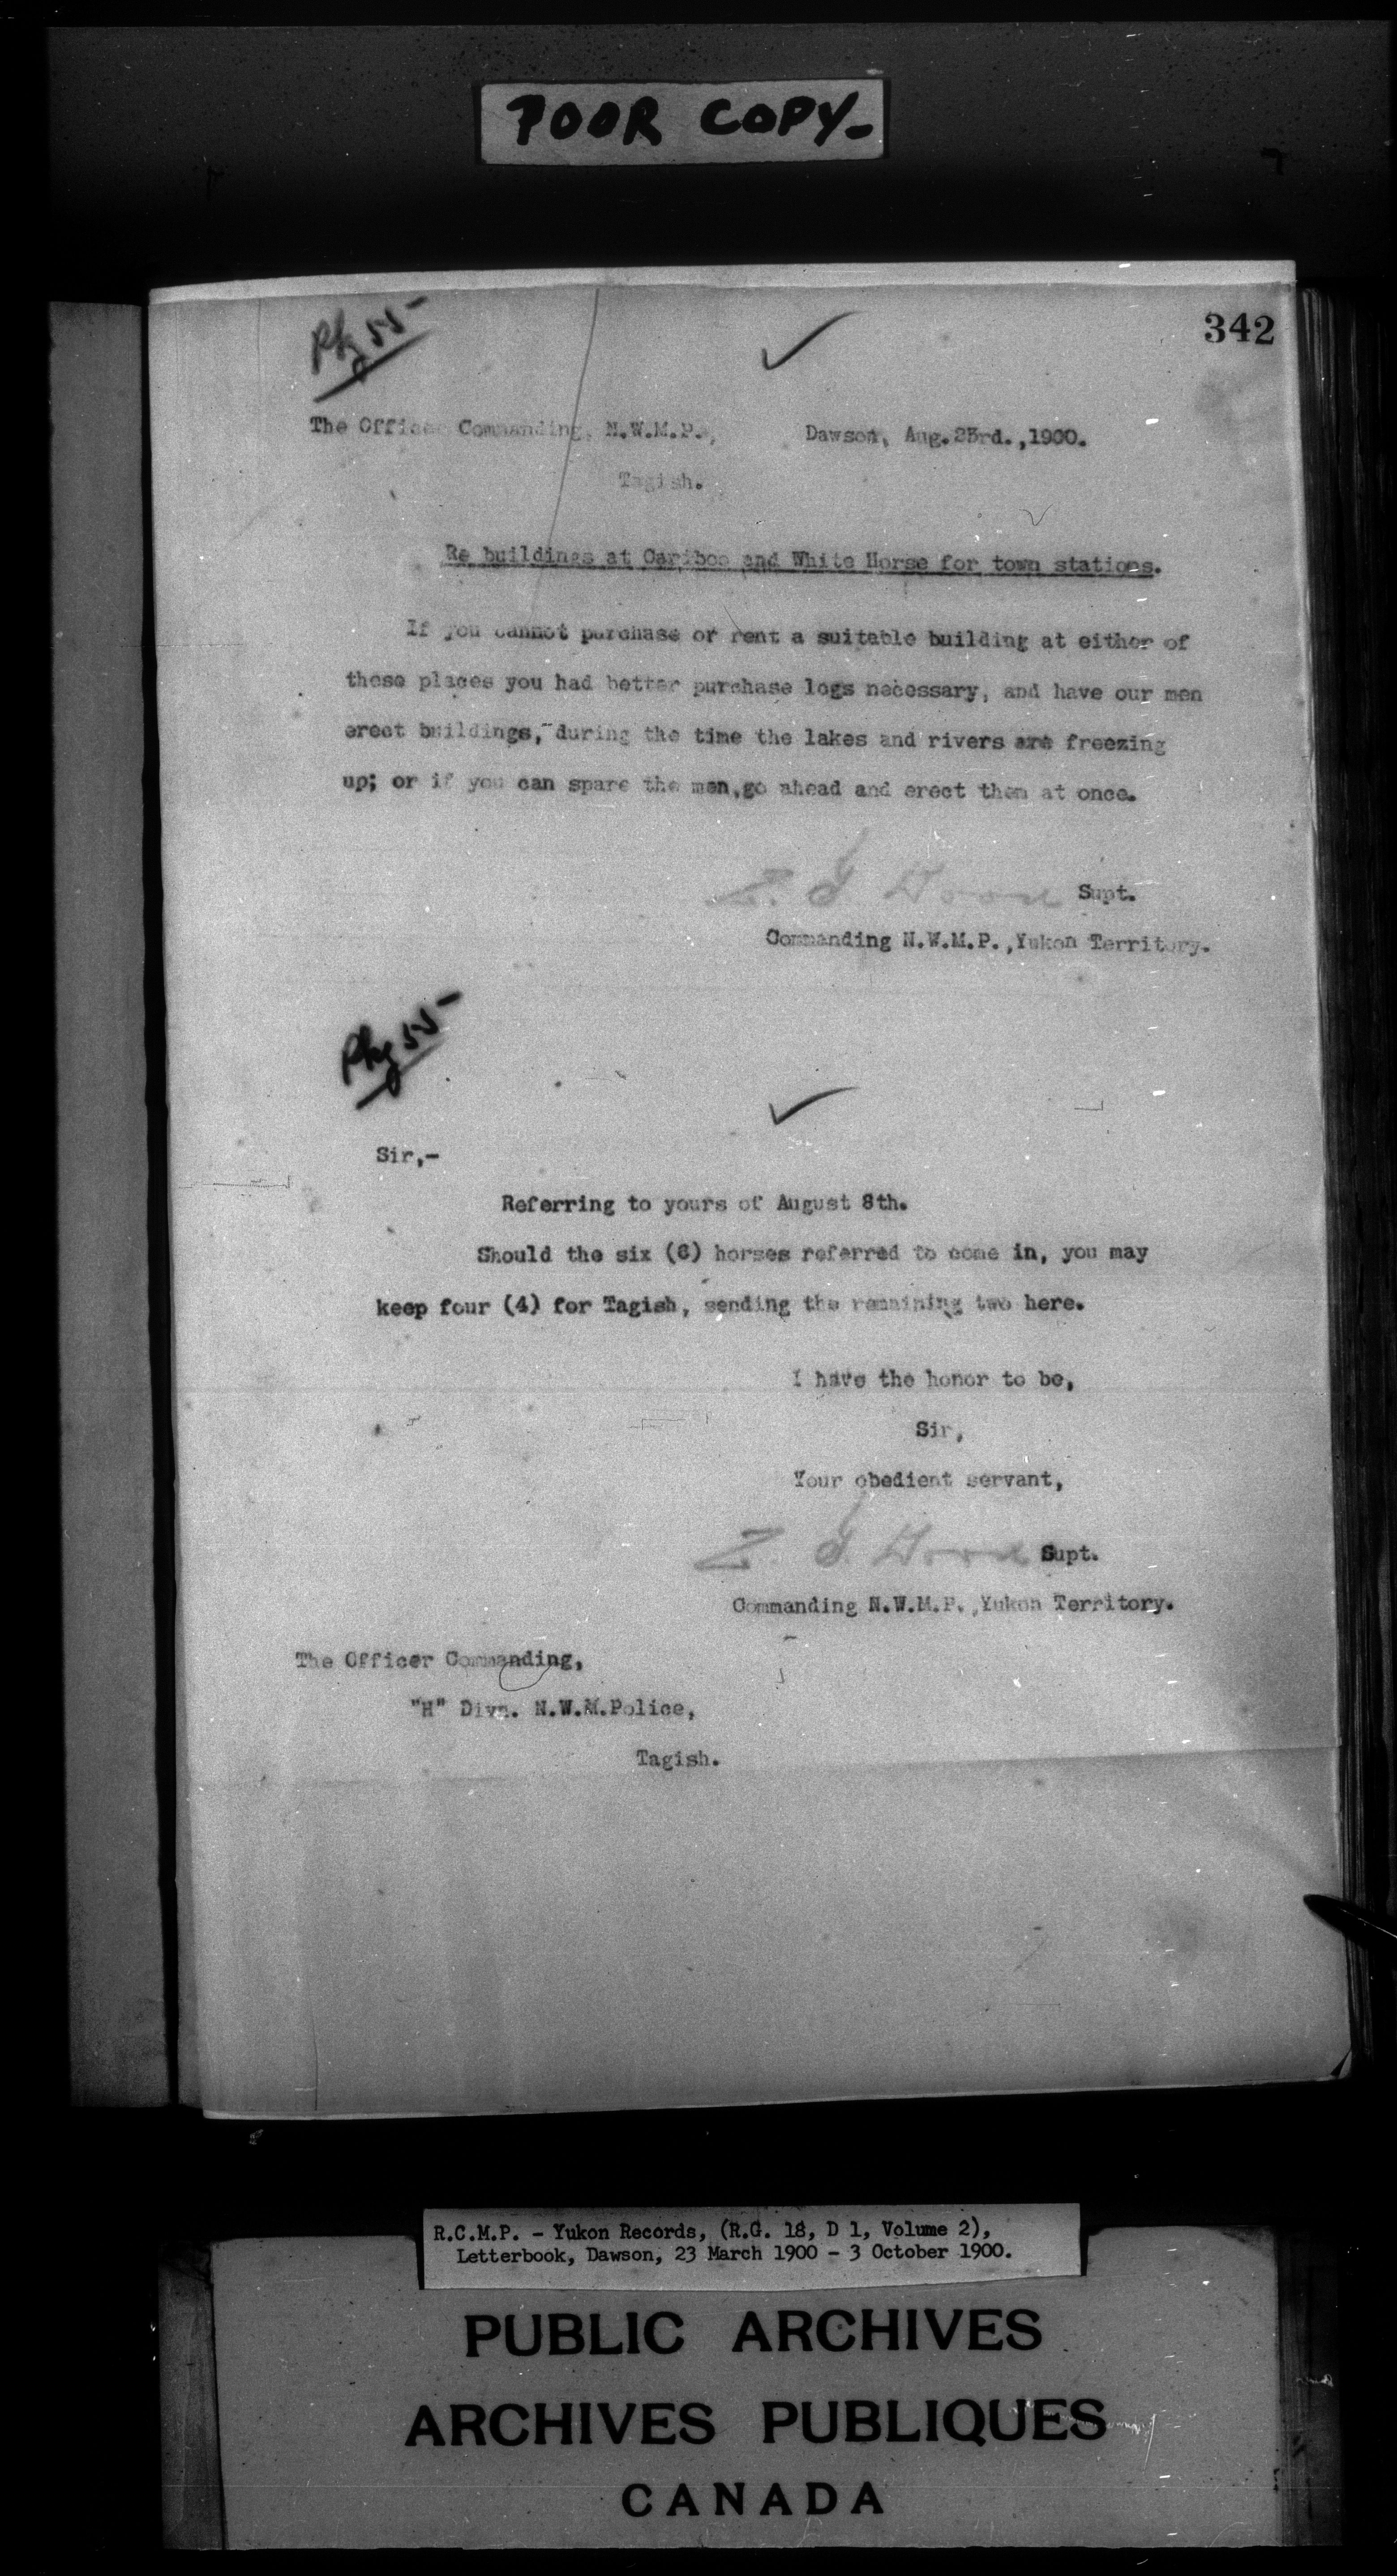 POOR COPY-
342
Pkg 55-
The Officer Commanding, N.W.M.P., Dawson, Aug.23rd.,1900.
Tagish.
Re buildings at Caribou and White Horse for town stations.
If you cannot purchase or rent a suitable building at either of
these places you had better purchase logs necessary, and have our men
erect buildings, during the time the lakes and rivers are freezing
up; or if you can spare the men,go ahead and erect them at once.
Z. T. Wood Supt.
Commanding N.W.M.P.,Yukon Territory.
Pkg 55-
Sir,-
Referring to yours of August 8th.
Should the six (6) horses referred to come in, you may
keep four (4) for Tagish, sending the remaining two here.
I have the honor to be,
Sir,
Your obedient servant,
Z. T. Wood Supt.
Commanding N.W.M.P.,Yukon Territory.
The Officer Commanding,
"H" Divn. N.W.M.Police,
Tagish.
R.C.M.P. - Yukon Records, (R.G. 18, D 1, Volume 2),
Letterbook, Dawson, 23 March 1900 - 3 October 1900.
PUBLIC ARCHIVES
ARCHIVES PUBLIQUES
CANADA